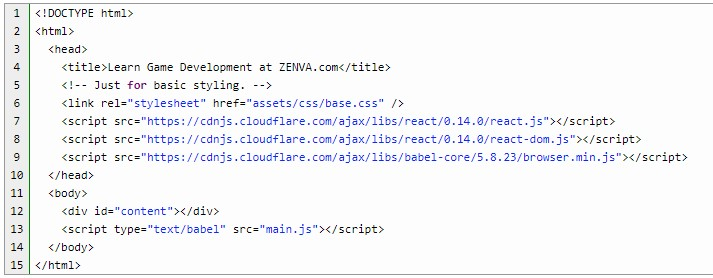 1 <!DOCTYPE html>
2 <html>
3 <head>
4 <title>Learn Game Development at ZENVA.com</title>
5 <!-- Just for basic styling. -->
6 <link rel="stylesheet" href="assets/css/base.css" />
7 <script src="https://cdnjs.cloudflare.com/ajax/libs/react/0.14.0/react.js"></script>
8 <script src="https://cdnjs.cloudflare.com/ajax/libs/react/0.14.0/react-dom.js"></script>
9 <script src="https://cdnjs.cloudflare.com/ajax/libs/babel-core/5.8.23/browser.min.js"></script>
10 </head>
11 <body>
12 <div id="content"></div>
13 <script type="text/babel" src="main.js"></script>
14 </body>
15 </html>